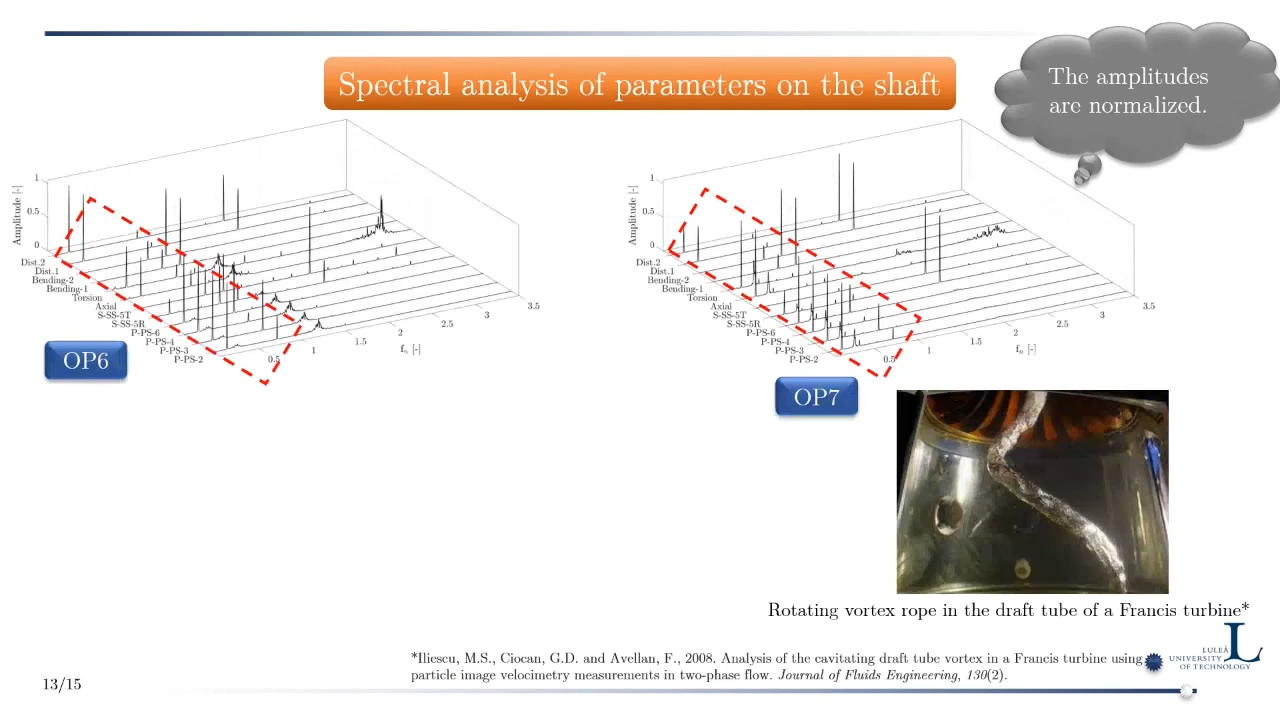 The amplitudes
are normalized.
Spectral analysis of parameters on the shaft
Amplitude [-]
1
0.5
0
Dist.2
Dist.1
Bending-2
Bending-1
Torsion
Axial
S-SS-5T
S-SS-5R
P-PS-6
P-PS-4
P-PS-3
P-PS-2
0.5
1
1.5
2
2.5
3
3.5
fₙ [-]
OP6
Amplitude [-]
1
0.5
0
Dist.2
Dist.1
Bending-2
Bending-1
Torsion
Axial
S-SS-5T
S-SS-5R
P-PS-6
P-PS-4
P-PS-3
P-PS-2
0.5
1
1.5
2
2.5
3
3.5
fₙ [-]
OP7
Rotating vortex rope in the draft tube of a Francis turbine*
*Iliescu, M.S., Ciocan, G.D. and Avellan, F., 2008. Analysis of the cavitating draft tube vortex in a Francis turbine using
particle image velocimetry measurements in two-phase flow. Journal of Fluids Engineering, 130(2).
L
LULEÅ
UNIVERSITY
OF TECHNOLOGY
13/15